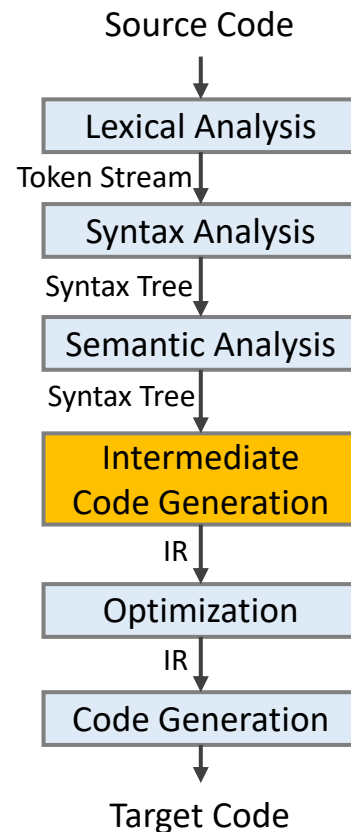 Source Code
Lexical Analysis
Token Stream
Syntax Analysis
Syntax Tree
Semantic Analysis
Syntax Tree
Intermediate
Code Generation
IR
Optimization
IR
Code Generation
Target Code